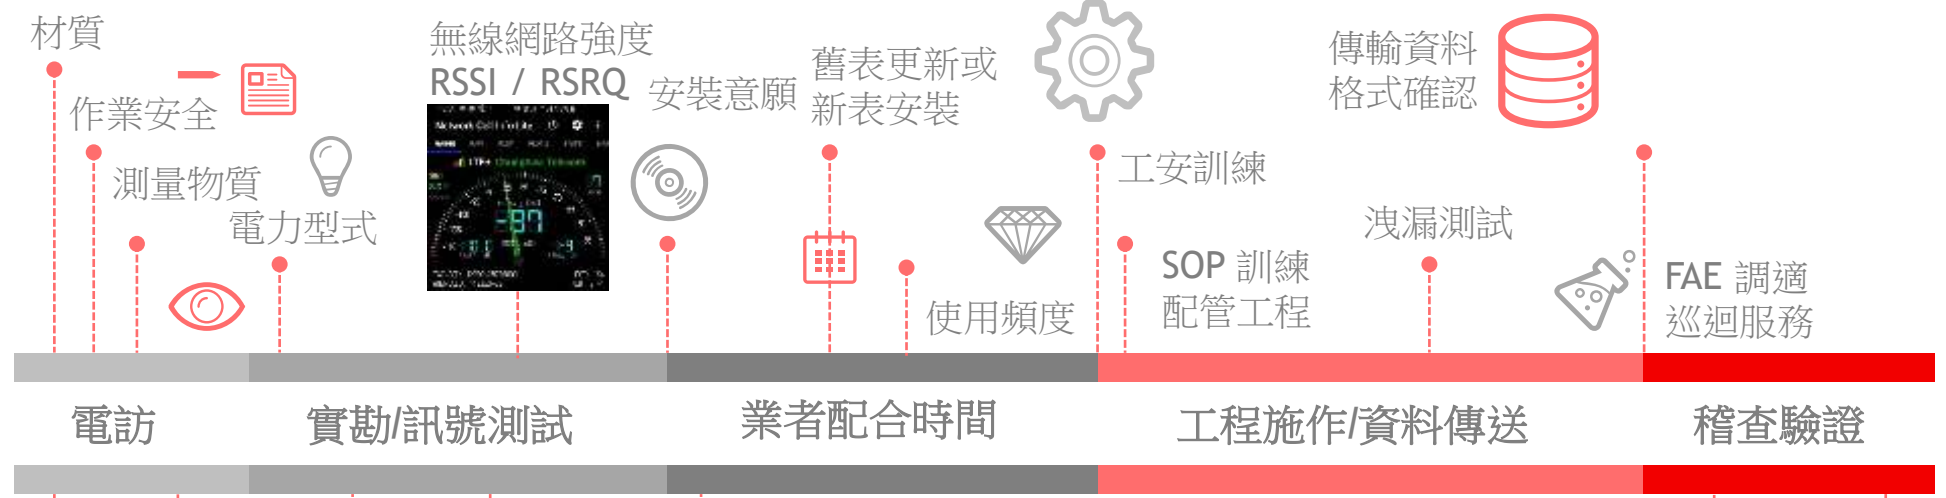 材質
作業安全
測量物質
電力型式
無線網路強度
RSSI / RSRQ
-87
安裝意願
舊表更新或
新表安裝
使用頻度
工安訓練
SOP 訓練
配管工程
洩漏測試
傳輸資料
格式確認
FAE 調適
巡迴服務
電訪
實勘/訊號測試
業者配合時間
工程施作/資料傳送
稽查驗證